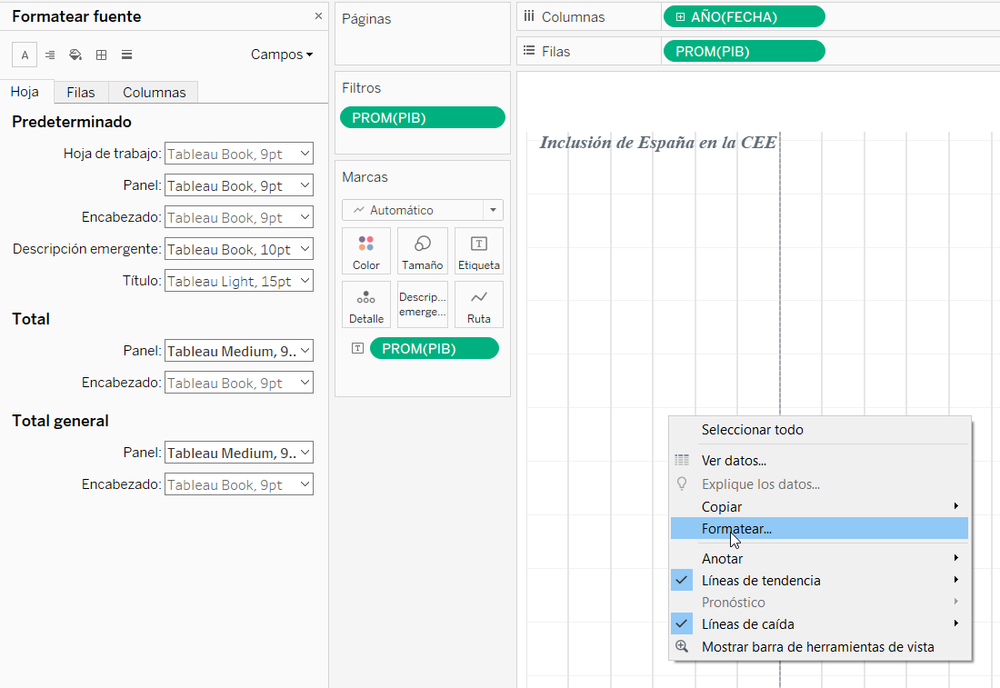 Formatear fuente
A
Campos
Hoja
Filas
Columnas
Predeterminado
Hoja de trabajo: Tableau Book, 9pt
Panel: Tableau Book, 9pt
Encabezado: Tableau Book, 9pt
Descripción emergente: Tableau Book, 10pt
Título: Tableau Light, 15pt
Total
Panel: Tableau Medium, 9..
Encabezado: Tableau Book, 9pt
Total general
Panel: Tableau Medium, 9..
Encabezado: Tableau Book, 9pt
Páginas
Filtros
PROM(PIB)
Marcas
Automático
Color
Tamaño
T
Etiqueta
Detalle
Descrip...
emerge...
Ruta
T PROM(PIB)
Columnas
AÑO(FECHA)
Filas
PROM(PIB)
Inclusión de España en la CEE
Seleccionar todo
Ver datos...
Explique los datos...
Copiar
Formatear...
Anotar
Líneas de tendencia
Pronóstico
Líneas de caída
Mostrar barra de herramientas de vista